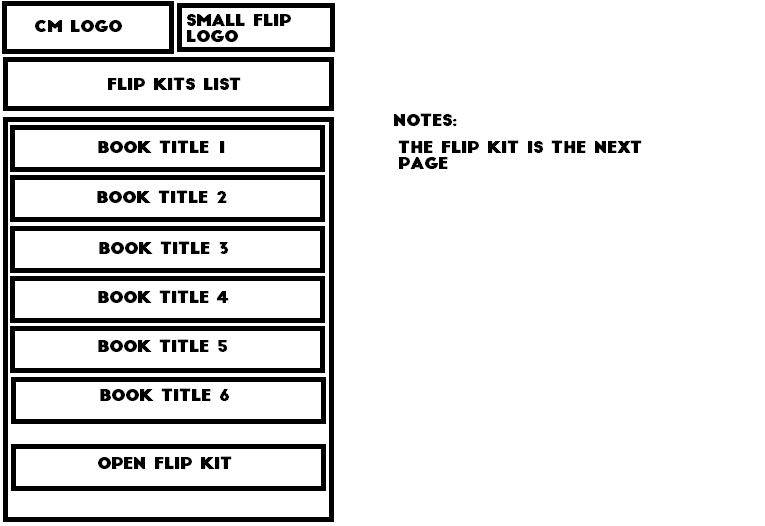 CM LOGO
SMALL FLIP
LOGO
FLIP KITS LIST
BOOK TITLE 1
BOOK TITLE 2
BOOK TITLE 3
BOOK TITLE 4
BOOK TITLE 5
BOOK TITLE 6
OPEN FLIP KIT
NOTES:
THE FLIP KIT IS THE NEXT
PAGE